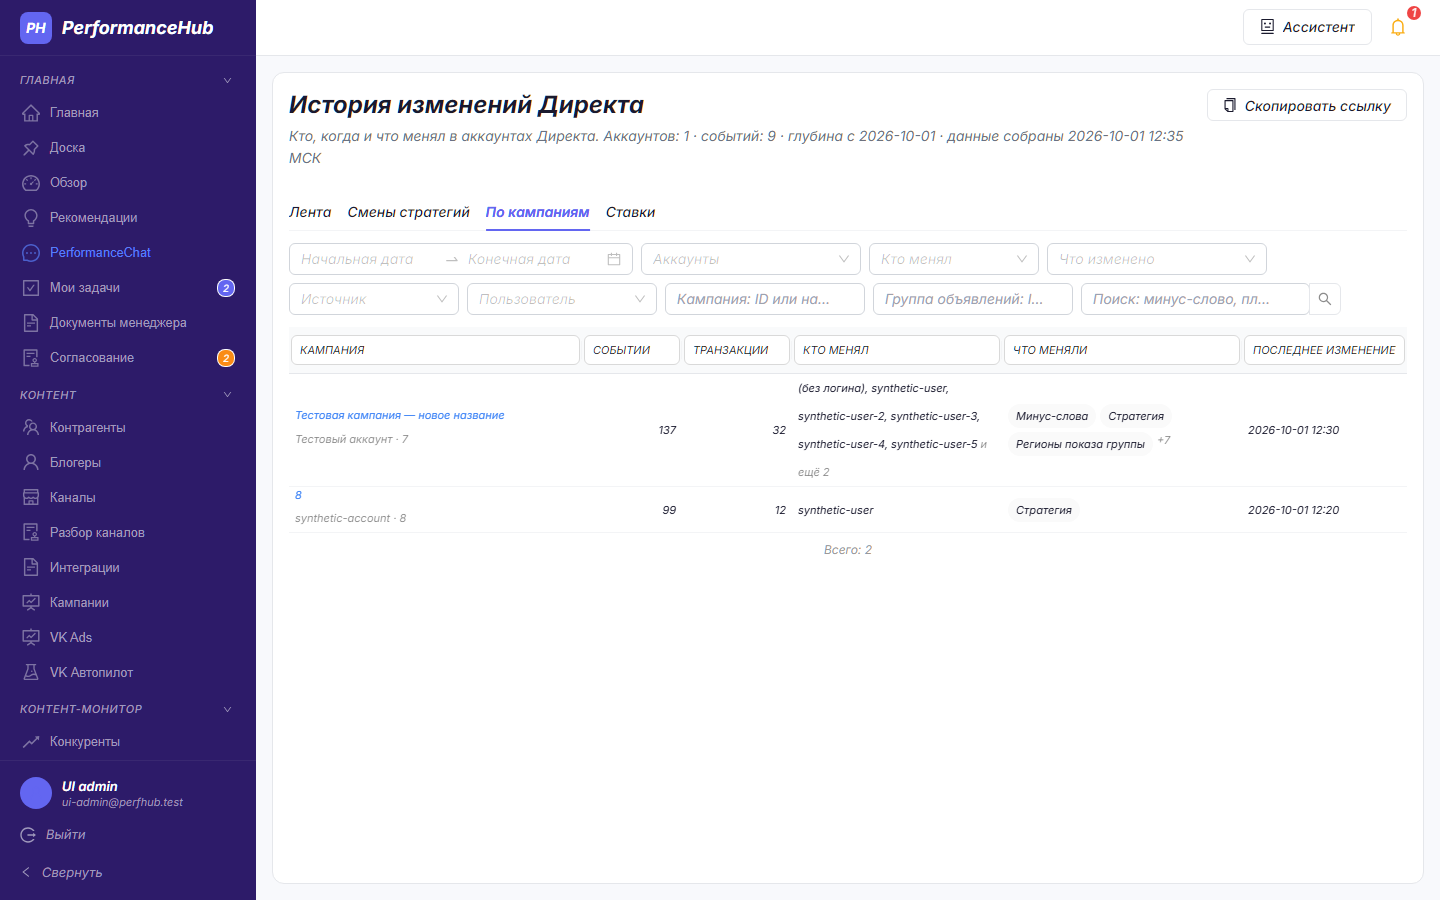 PH PerformanceHub
Ассистент
1
ГЛАВНАЯ
Главная
Доска
Обзор
Рекомендации
PerformanceChat
Мои задачи 2
Документы менеджера
Согласование 2
КОНТЕНТ
Контрагенты
Блогеры
Каналы
Разбор каналов
Интеграции
Кампании
VK Ads
VK Автопилот
КОНТЕНТ-МОНИТОР
Конкуренты
UI admin
ui-admin@perfhub.test
Выйти
Свернуть
История изменений Директа
Скопировать ссылку
Кто, когда и что менял в аккаунтах Директа. Аккаунтов: 1 · событий: 9 · глубина с 2026-10-01 · данные собраны 2026-10-01 12:35
МСК
Лента Смены стратегий По кампаниям Ставки
Начальная дата Конечная дата Аккаунты Кто менял Что изменено
Источник Пользователь Кампания: ID или на... Группа объявлений: I... Поиск: минус-слово, пл...
КАМПАНИЯ СОБЫТИИ ТРАНЗАКЦИИ КТО МЕНЯЛ ЧТО МЕНЯЛИ ПОСЛЕДНЕЕ ИЗМЕНЕНИЕ
Тестовая кампания — новое название
Тестовый аккаунт · 7
137
32
(без логина), synthetic-user,
synthetic-user-2, synthetic-user-3,
synthetic-user-4, synthetic-user-5 и
ещё 2
Минус-слова Стратегия
Регионы показа группы +7
2026-10-01 12:30
8
synthetic-account · 8
99
12
synthetic-user
Стратегия
2026-10-01 12:20
Всего: 2